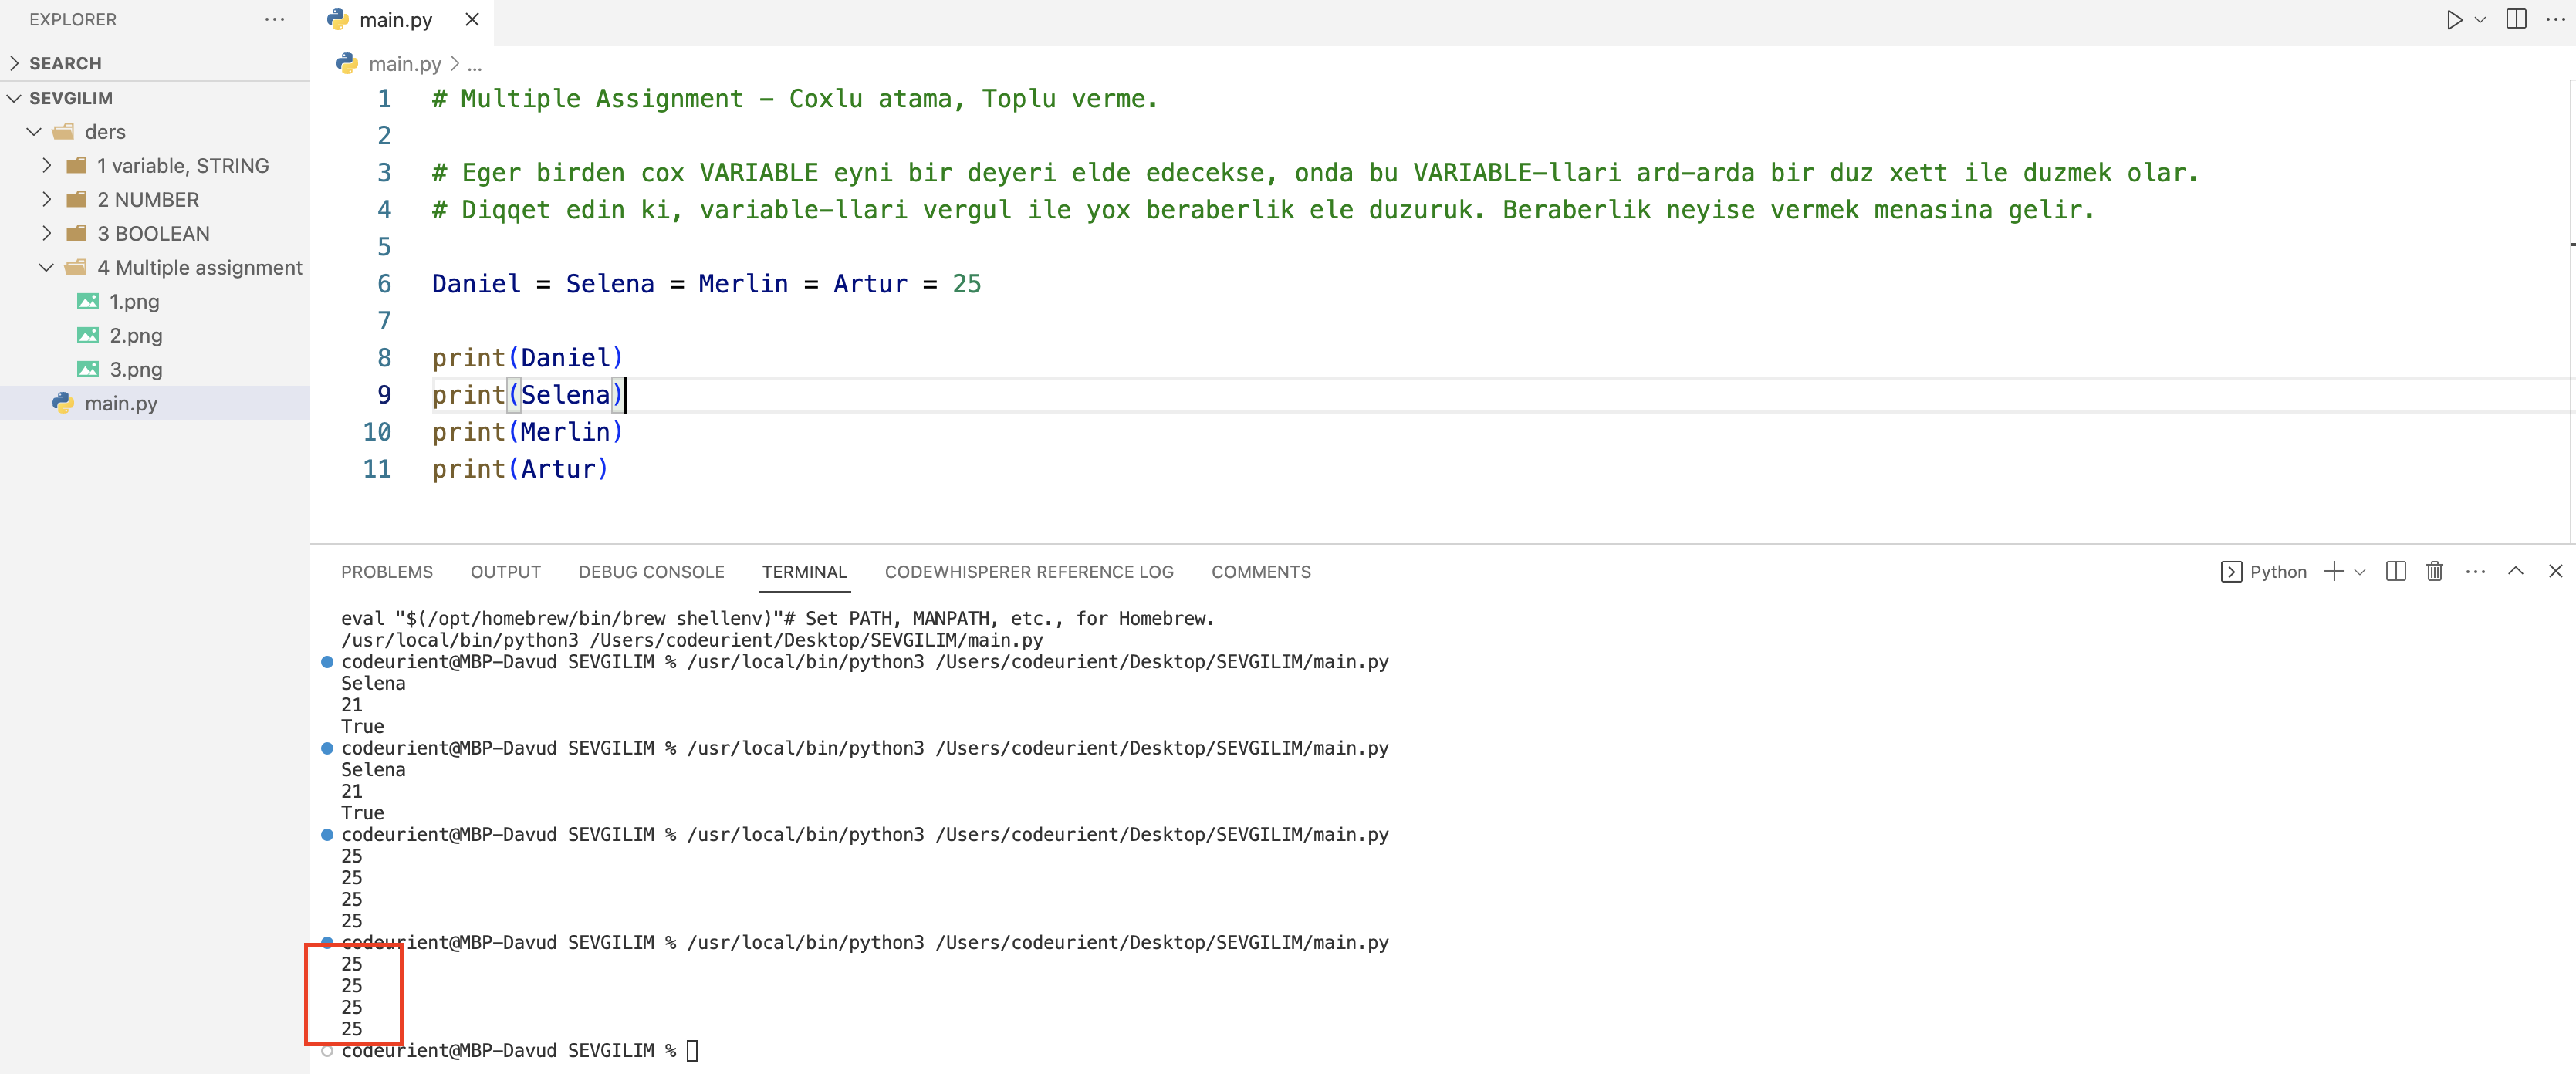 EXPLORER
SEARCH
SEVGILIM
ders
1 variable, STRING
2 NUMBER
3 BOOLEAN
4 Multiple assignment
1.png
2.png
3.png
main.py
main.py
main.py > ...
1 # Multiple Assignment - Coxlu atama, Toplu verme.
2
3 # Eger birden cox VARIABLE eyni bir deyeri elde edecekse, onda bu VARIABLE-llari ard-arda bir duz xett ile duzmek olar.
4 # Diqqet edin ki, variable-llari vergul ile yox beraberlik ele duzuruk. Beraberlik neyise vermek menasina gelir.
5
6 Daniel = Selena = Merlin = Artur = 25
7
8 print(Daniel)
9 print(Selena)
10 print(Merlin)
11 print(Artur)
PROBLEMS OUTPUT DEBUG CONSOLE TERMINAL CODEWHISPERER REFERENCE LOG COMMENTS Python
eval "$(/opt/homebrew/bin/brew shellenv)"# Set PATH, MANPATH, etc., for Homebrew.
/usr/local/bin/python3 /Users/codeurient/Desktop/SEVGILIM/main.py
codeurient@MBP-Davud SEVGILIM % /usr/local/bin/python3 /Users/codeurient/Desktop/SEVGILIM/main.py
Selena
21
True
codeurient@MBP-Davud SEVGILIM % /usr/local/bin/python3 /Users/codeurient/Desktop/SEVGILIM/main.py
Selena
21
True
codeurient@MBP-Davud SEVGILIM % /usr/local/bin/python3 /Users/codeurient/Desktop/SEVGILIM/main.py
25
25
25
25
codeurient@MBP-Davud SEVGILIM % /usr/local/bin/python3 /Users/codeurient/Desktop/SEVGILIM/main.py
25
25
25
25
codeurient@MBP-Davud SEVGILIM %